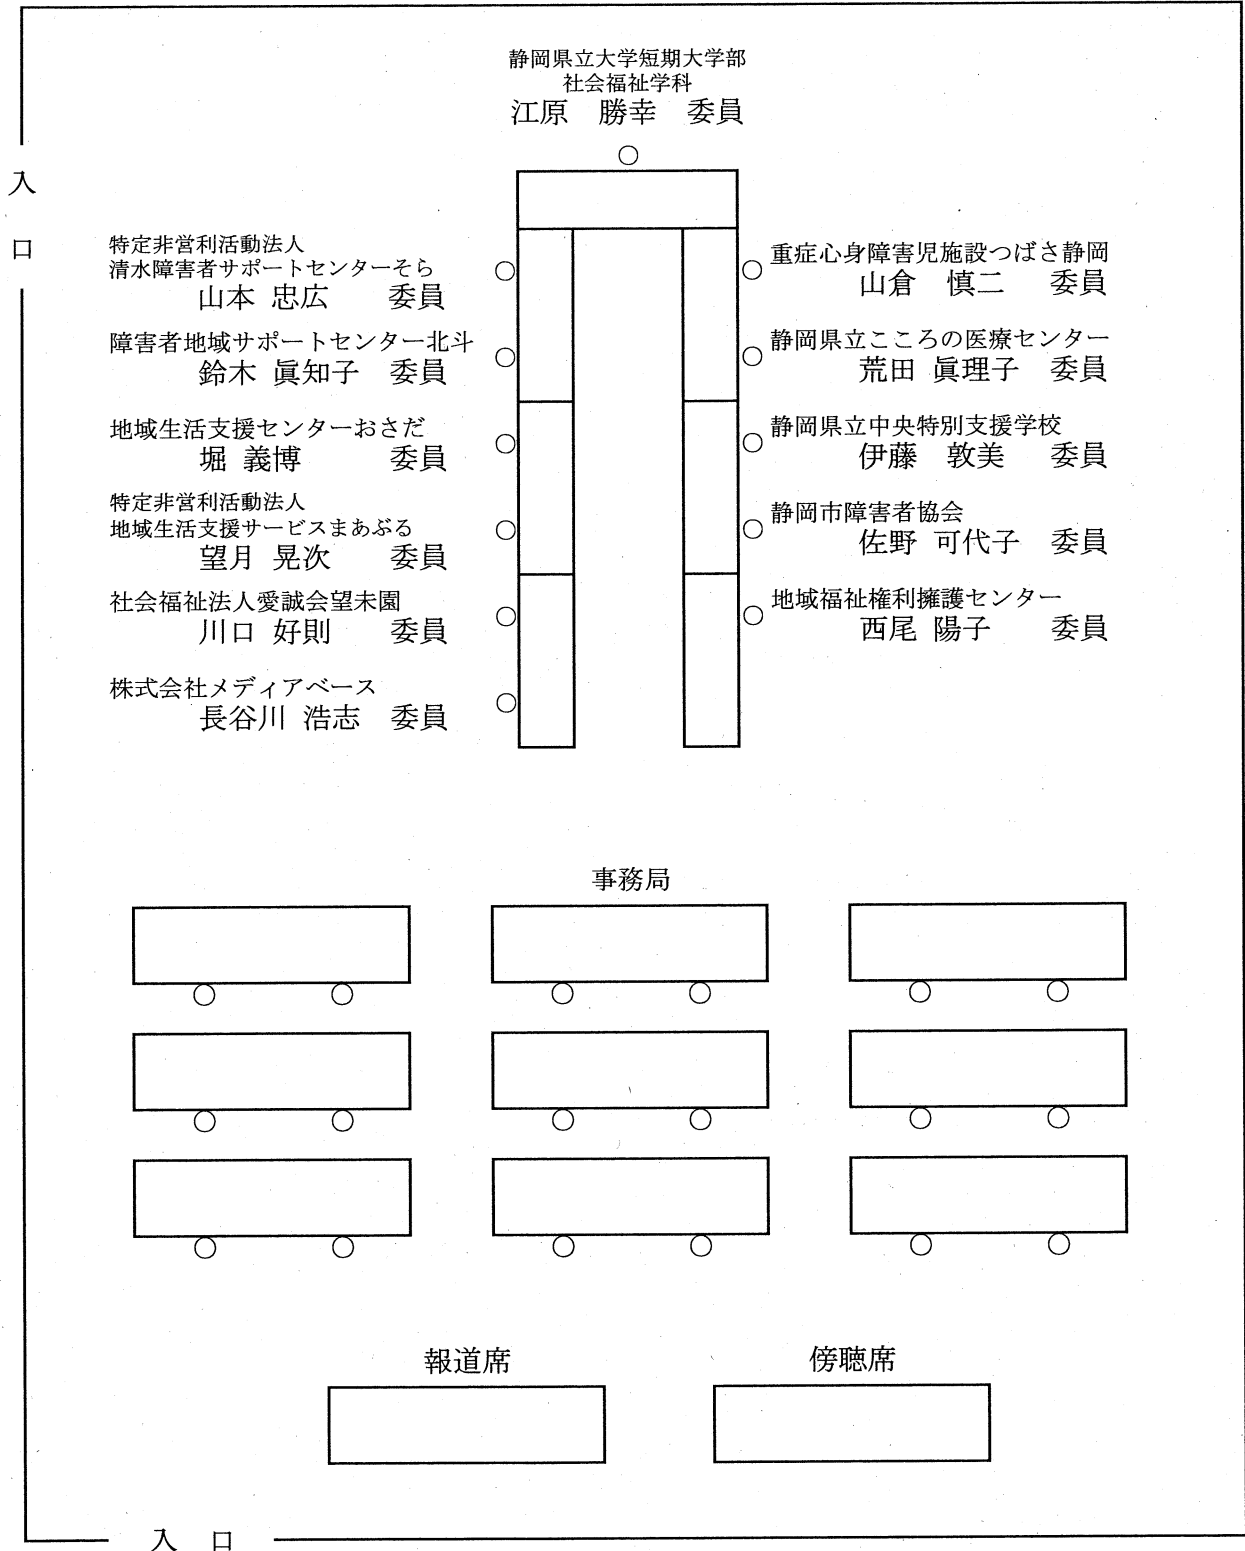 静岡県立大学短期大学部
社会福祉学科
江原 勝幸 委員
入
口
特定非営利活動法人
清水障害者サポートセンターそら
山本 忠広 委員
障害者地域サポートセンター北斗
鈴木 眞知子 委員
地域生活支援センターおさだ
堀 義博 委員
特定非営利活動法人
地域生活支援サービスまあぶる
望月 晃次 委員
社会福祉法人愛誠会望未園
川口 好則 委員
株式会社メディアベース
長谷川 浩志 委員
重症心身障害児施設つばさ静岡
山倉 慎二 委員
静岡県立こころの医療センター
荒田 眞理子 委員
静岡県立中央特別支援学校
伊藤 敦美 委員
静岡市障害者協会
佐野 可代子 委員
地域福祉権利擁護センター
西尾 陽子 委員
事務局
報道席
傍聴席
入 口